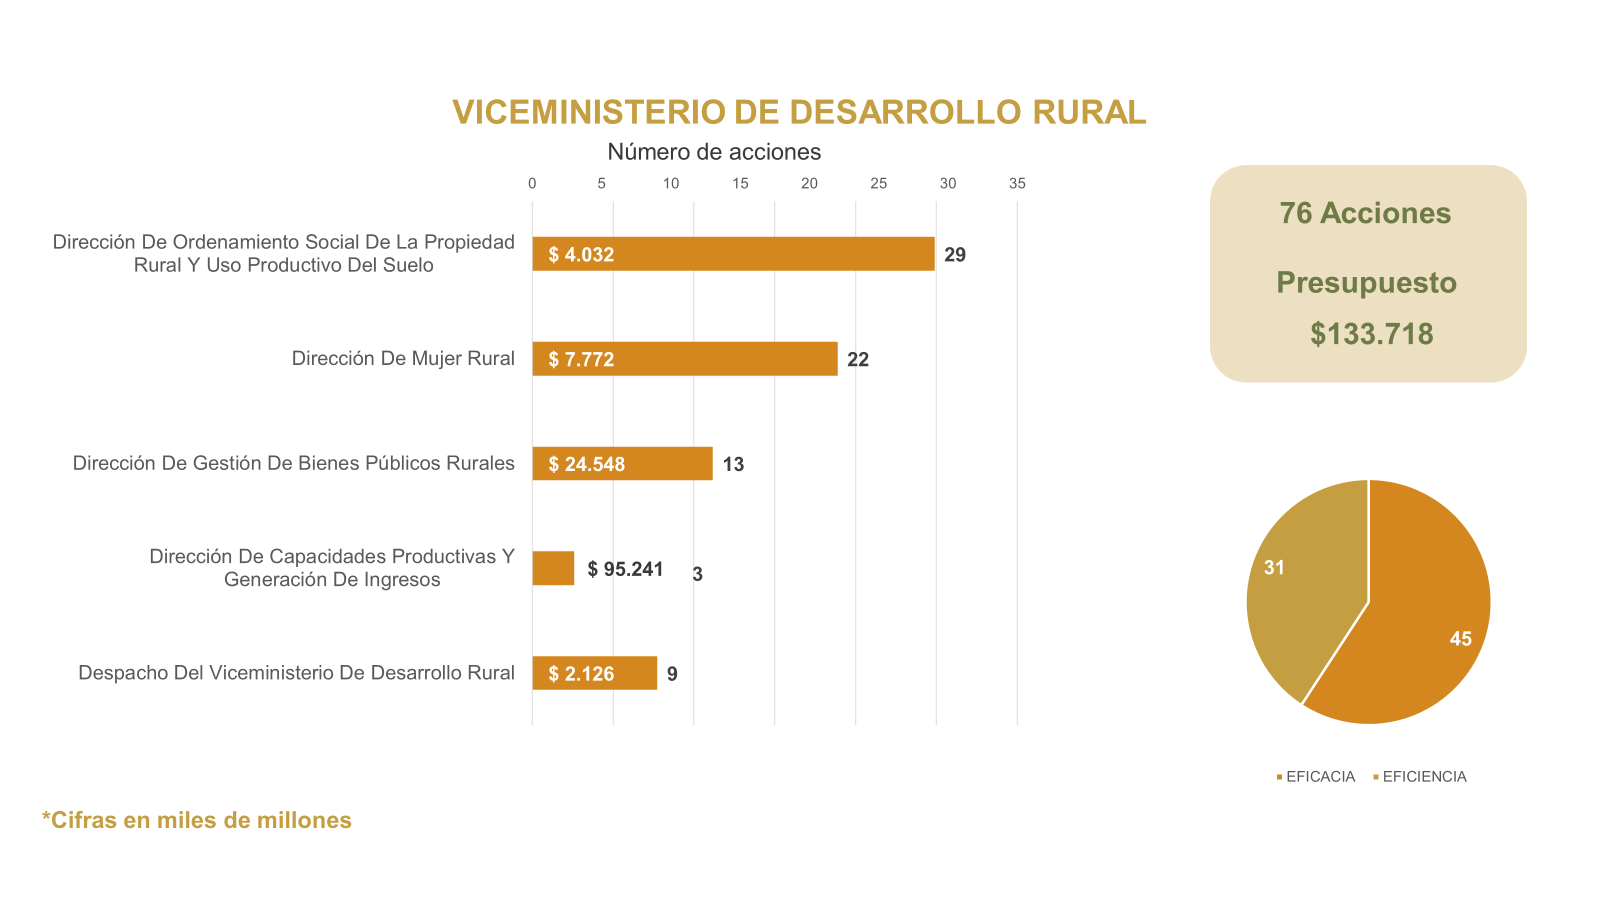 VICEMINISTERIO DE DESARROLLO RURAL
Número de acciones
0 5 10 15 20 25 30 35
Dirección De Ordenamiento Social De La Propiedad
Rural Y Uso Productivo Del Suelo
$ 4.032 29
Dirección De Mujer Rural $ 7.772 22
Dirección De Gestión De Bienes Públicos Rurales $ 24.548 13
Dirección De Capacidades Productivas Y
Generación De Ingresos
$ 95.241 3
Despacho Del Viceministerio De Desarrollo Rural $ 2.126 9
76 Acciones
Presupuesto
$133.718
31
45
EFICACIA EFICIENCIA
*Cifras en miles de millones